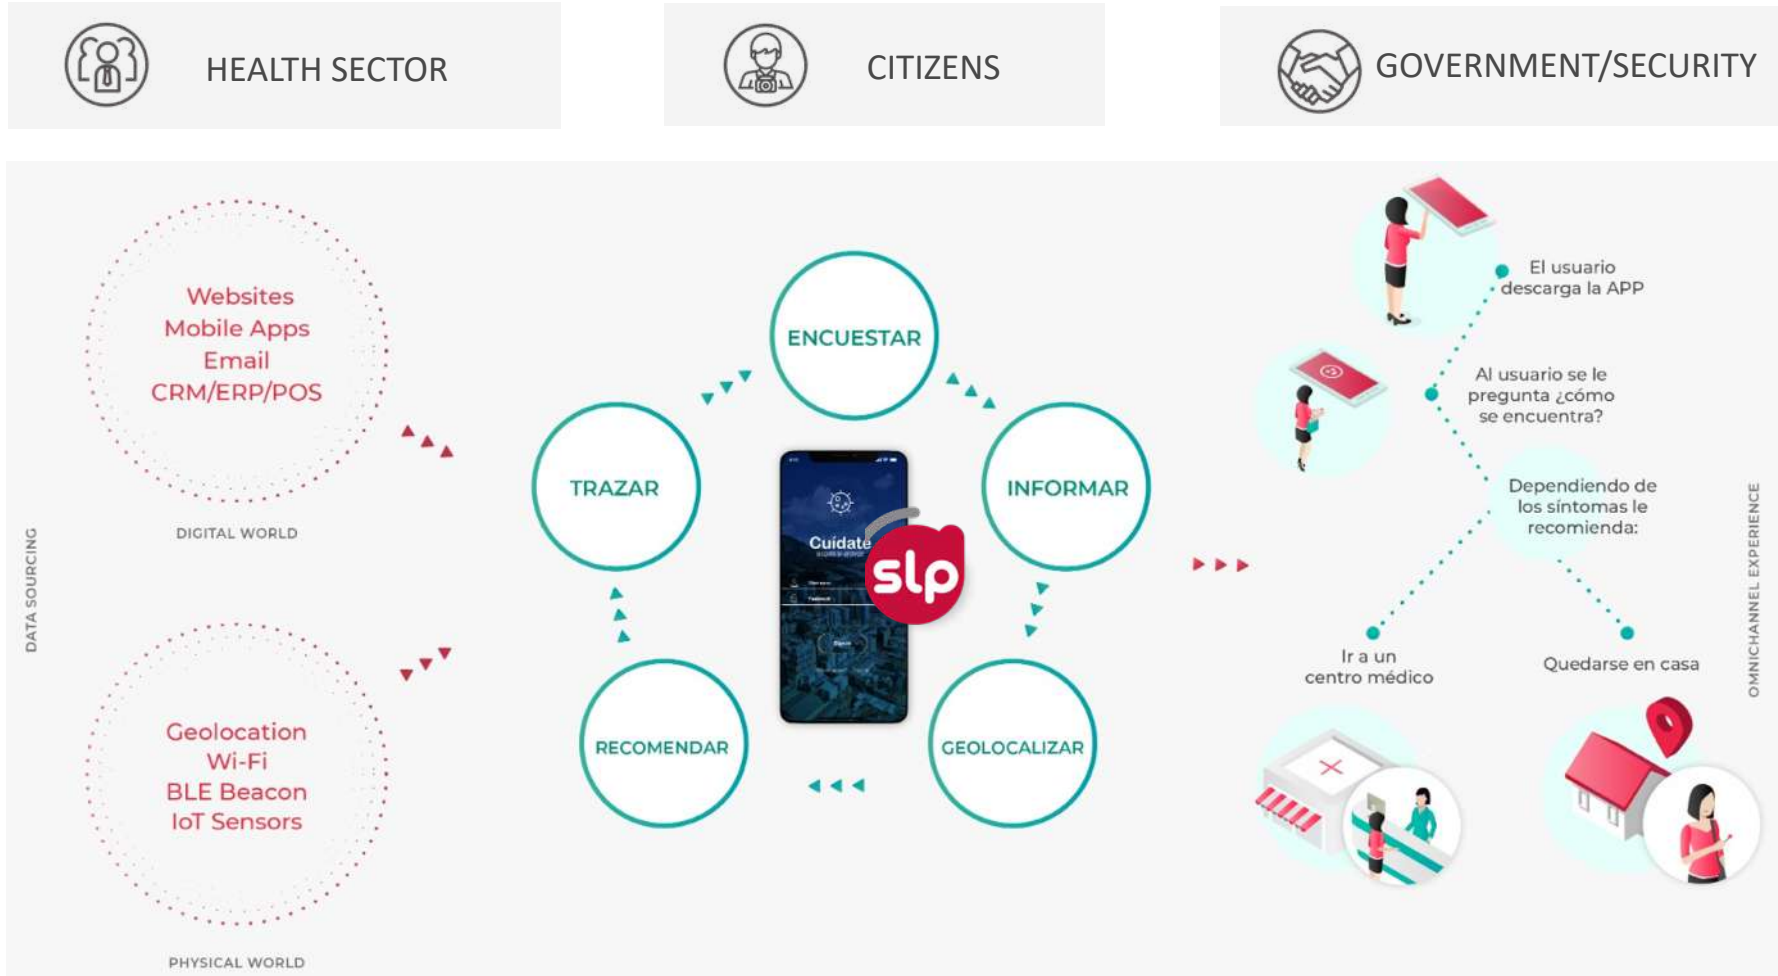 HEALTH SECTOR
CITIZENS
GOVERNMENT/SECURITY
DATA SOURCING
Websites
Mobile Apps
Email
CRM/ERP/POS
DIGITAL WORLD
Geolocation
Wi-Fi
BLE Beacon
IoT Sensors
PHYSICAL WORLD
ENCUESTAR
TRAZAR
INFORMAR
RECOMENDAR
GEOLOCALIZAR
Cuídate
slp
El usuario
descarga la APP
Al usuario se le
pregunta ¿cómo
se encuentra?
Dependiendo de
los síntomas le
recomienda:
Ir a un
centro médico
Quedarse en casa
OMNICHANNEL EXPERIENCE